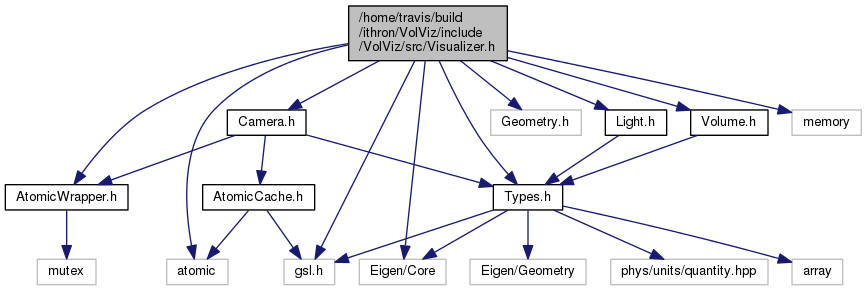 /home/travis/build
/ithron/VolViz/include
/VolViz/src/Visualizer.h
Camera.h
Geometry.h
Light.h
Volume.h
memory
AtomicWrapper.h
AtomicCache.h
Types.h
mutex
atomic
gsl.h
Eigen/Core
Eigen/Geometry
phys/units/quantity.hpp
array